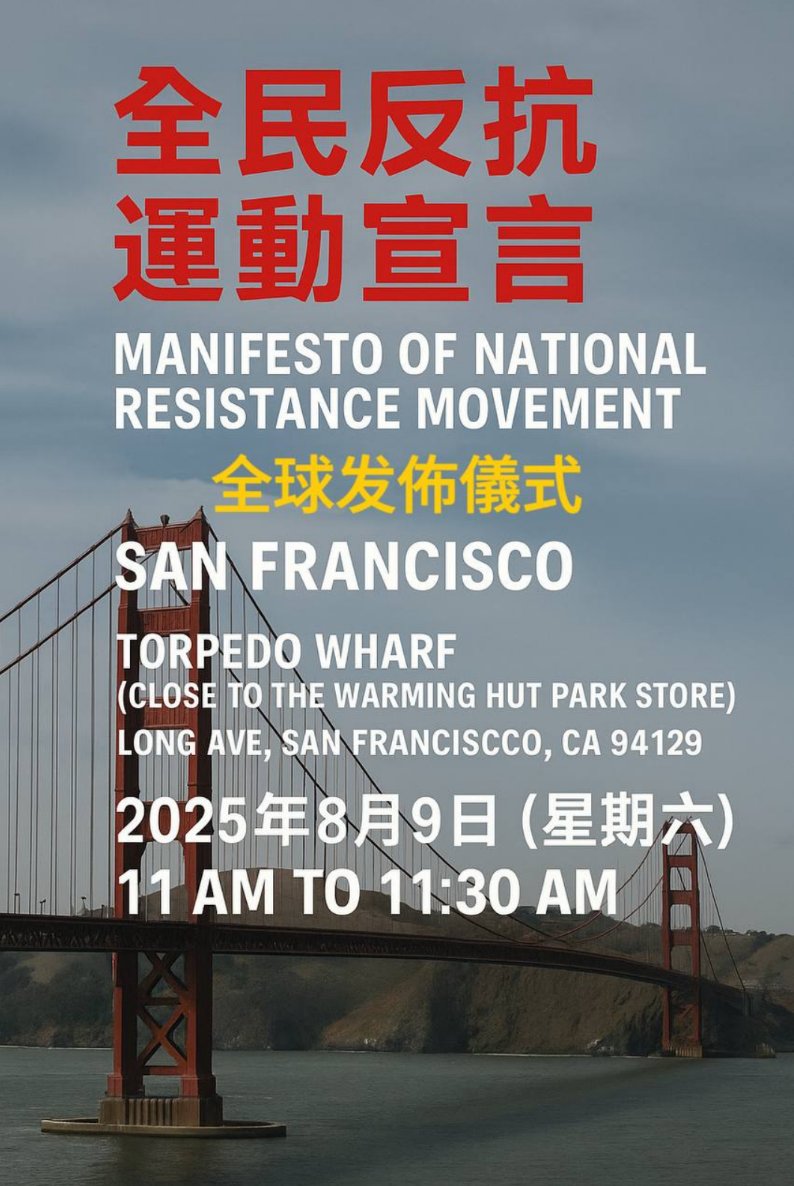 全民反抗
運動宣言
MANIFESTO OF NATIONAL
RESISTANCE MOVEMENT
全球发佈儀式
SAN FRANCISCO
TORPEDO WHARF
(CLOSE TO THE WARMING HUT PARK STORE)
LONG AVE, SAN FRANCISCCO, CA 94129
2025年8月9日 (星期六)
11 AM TO 11:30 AM